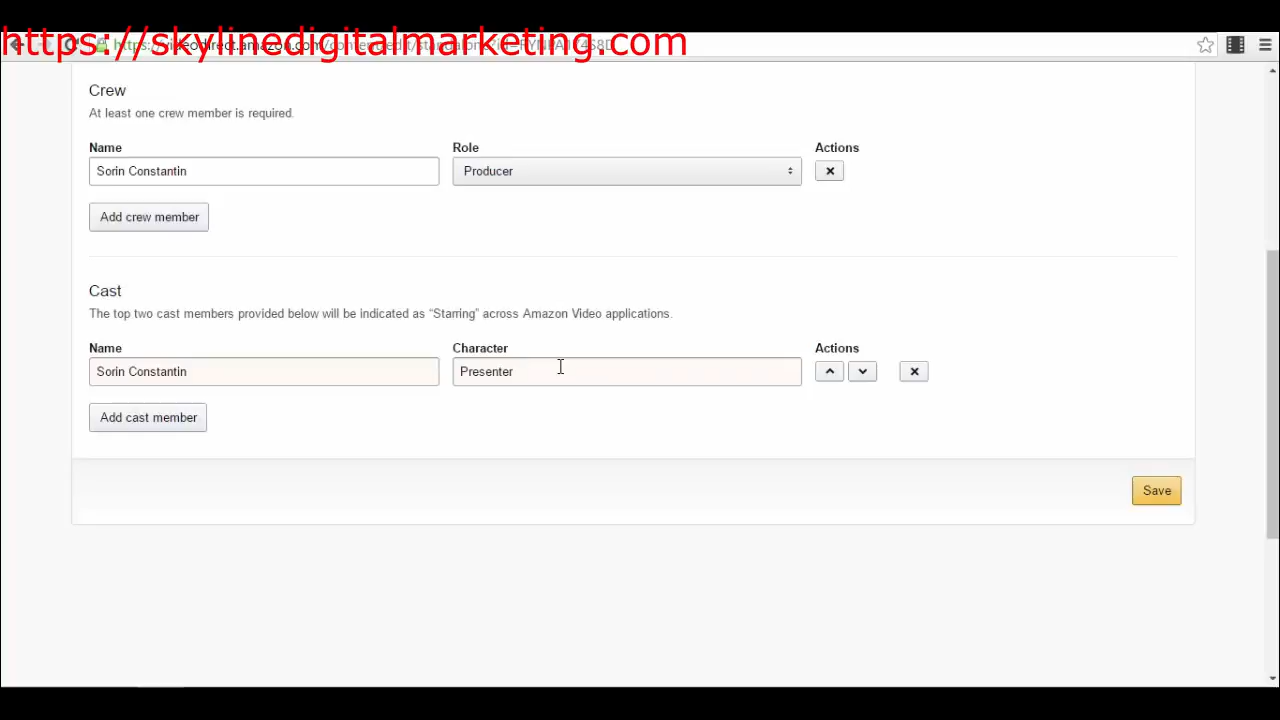 https://skylinedigitalmarketing.com
Crew
At least one crew member is required.
Name Role Actions
Sorin Constantin Producer
Add crew member
Cast
The top two cast members provided below will be indicated as “Starring” across Amazon Video applications.
Name Character Actions
Sorin Constantin Presenter
Add cast member
Save